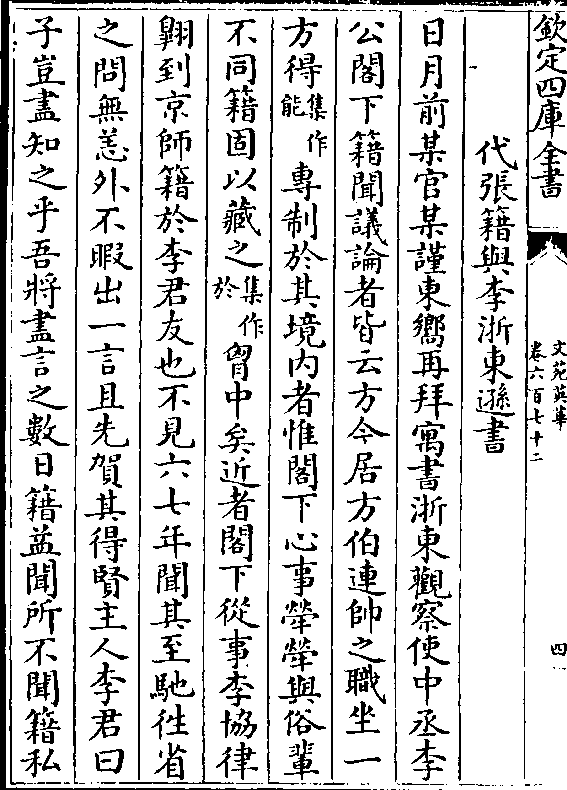 欽定四庫全書
文苑英華
卷六百七十二
四
代張籍與李浙東遜書
日月前某官某謹東嚮再拜寓書浙東觀察使中丞李
公閣下籍聞議論者皆云方今居方伯連帥之職坐一
方得集作能專制於其境内者惟閣下心事犖犖與俗輩
不同籍固以藏之集作於胷中矣近者閣下從事李協律
翺到京師籍於李君友也不見六七年聞其至馳徃省
之問無恙外不暇出一言且先賀其得賢主人李君曰
子豈盡知之乎吾將盡言之數日籍益聞所不聞籍私